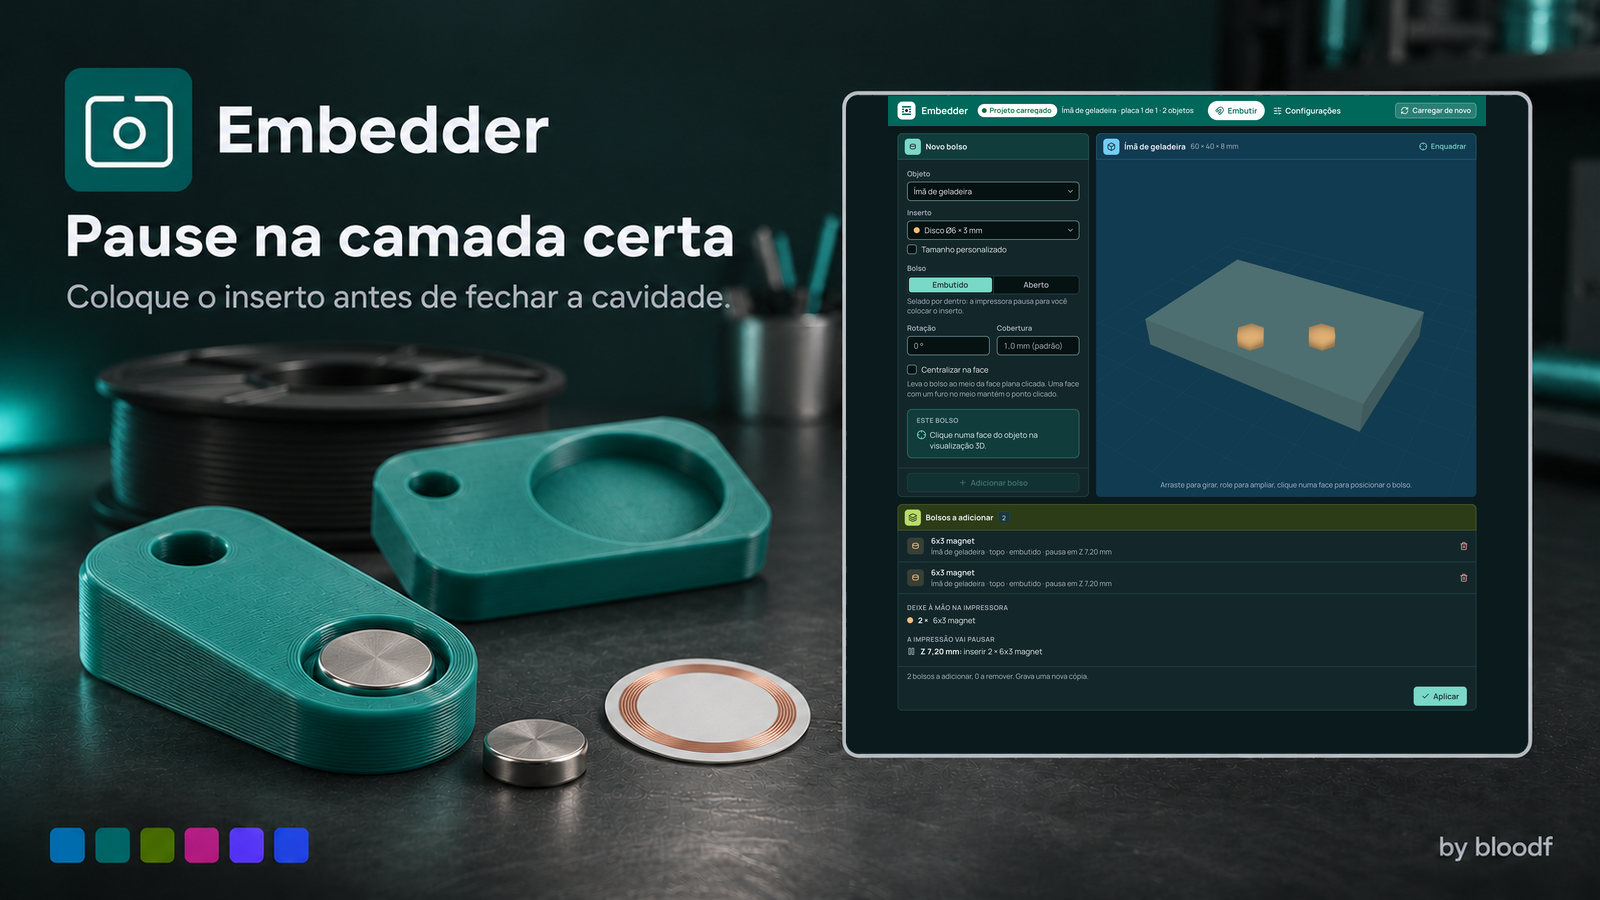 Embedder
Pause na camada certa
Coloque o inserto antes de fechar a cavidade.
Embedder
Projeto carregado
Ímã de geladeira · placa 1 de 1 · 2 objetos
Embutir
Configurações
Carregar de novo
Novo bolso
Objeto
Ímã de geladeira
Inserto
Disco Ø6 × 3 mm
Tamanho personalizado
Bolso
Embutido
Aberto
Selado por dentro: a impressora pausa para você
colocar o inserto.
Rotação
Cobertura
0 °
1,0 mm (padrão)
Centralizar na face
Leva o bolso ao meio da face plana clicada. Uma face
com um furo no meio mantém o ponto clicado.
ESTE BOLSO
Clique numa face do objeto na
visualização 3D.
+ Adicionar bolso
Ímã de geladeira 60 × 40 × 8 mm
Enquadrar
Arraste para girar, role para ampliar, clique numa face para posicionar o bolso.
Bolsos a adicionar 2
6x3 magnet
Ímã de geladeira · topo · embutido · pausa em Z 7,20 mm
6x3 magnet
Ímã de geladeira · topo · embutido · pausa em Z 7,20 mm
DEIXE À MÃO NA IMPRESSORA
2 × 6x3 magnet
A IMPRESSÃO VAI PAUSAR
Z 7,20 mm: inserir 2 × 6x3 magnet
2 bolsos a adicionar, 0 a remover. Grava uma nova cópia.
Aplicar
by bloodf